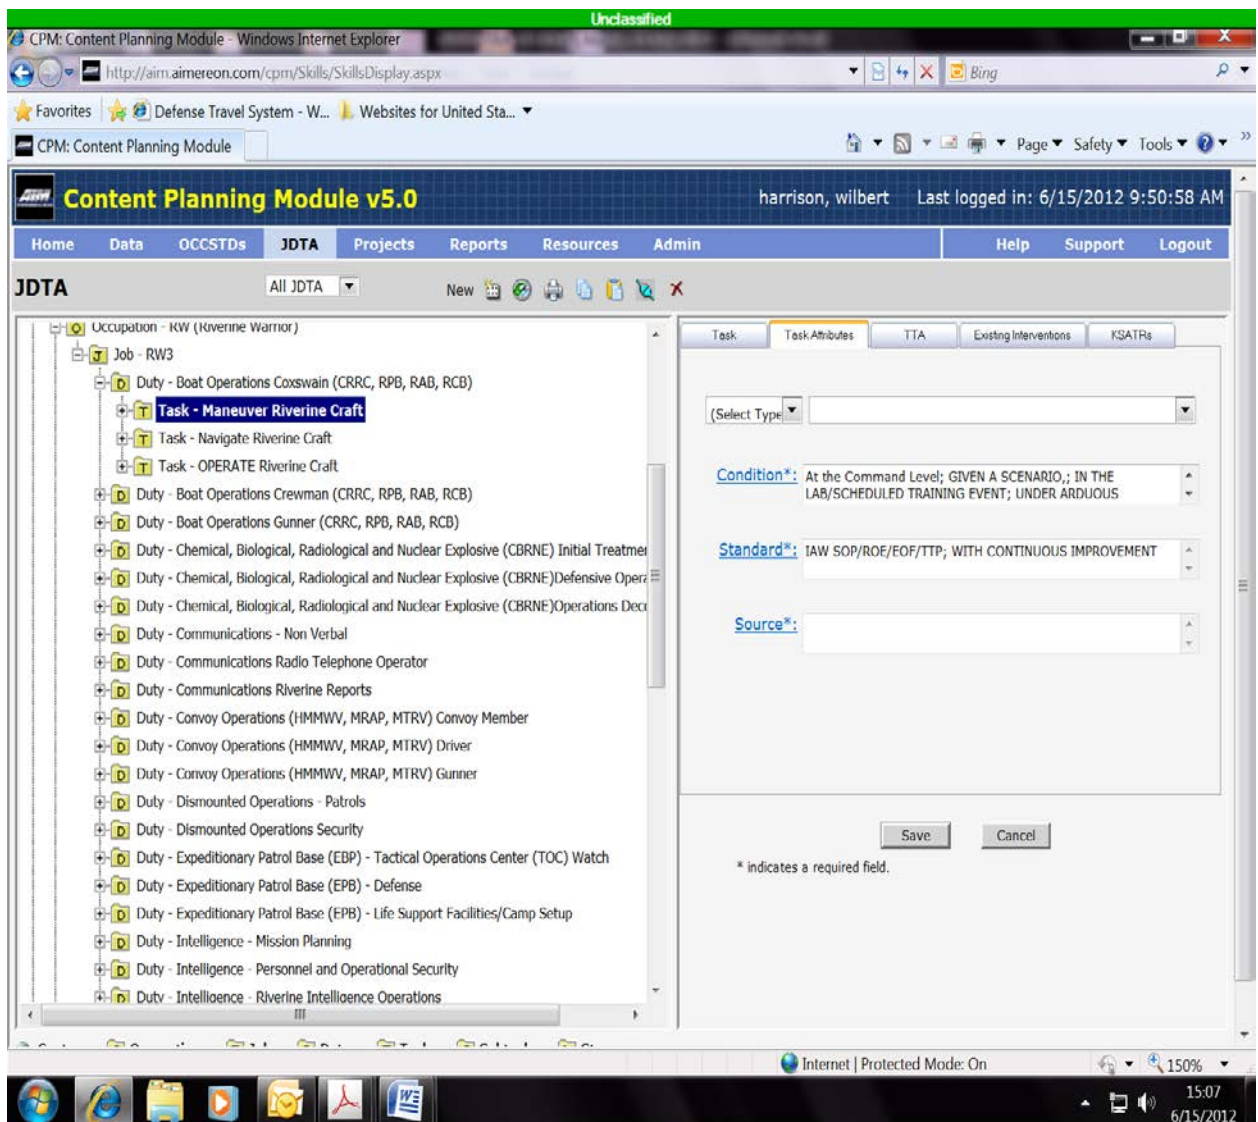 Unclassified
CPM: Content Planning Module - Windows Internet Explorer
http://aim.aimereon.com/cpm/Skills/SkillsDisplay.aspx
Bing
Favorites
Defense Travel System - W...
Websites for United Sta...
CPM: Content Planning Module
Page
Safety
Tools
AIM
Content Planning Module v5.0
harrison, wilbert
Last logged in: 6/15/2012 9:50:58 AM
Home Data OCCSTDs JDTA Projects Reports Resources Admin Help Support Logout
JDTA
All JDTA
New
Occupation - RW (Riverine Warrior)
Job - RW3
Duty - Boat Operations Coxswain (CRRC, RPB, RAB, RCB)
Task - Maneuver Riverine Craft
Task - Navigate Riverine Craft
Task - OPERATE Riverine Craft
Duty - Boat Operations Crewman (CRRC, RPB, RAB, RCB)
Duty - Boat Operations Gunner (CRRC, RPB, RAB, RCB)
Duty - Chemical, Biological, Radiological and Nuclear Explosive (CBRNE) Initial Treatmer
Duty - Chemical, Biological, Radiological and Nuclear Explosive (CBRNE)Defensive Opera
Duty - Chemical, Biological, Radiological and Nuclear Explosive (CBRNE)Operations Deco
Duty - Communications - Non Verbal
Duty - Communications Radio Telephone Operator
Duty - Communications Riverine Reports
Duty - Convoy Operations (HMMWV, MRAP, MTRV) Convoy Member
Duty - Convoy Operations (HMMWV, MRAP, MTRV) Driver
Duty - Convoy Operations (HMMWV, MRAP, MTRV) Gunner
Duty - Dismounted Operations - Patrols
Duty - Dismounted Operations Security
Duty - Expeditionary Patrol Base (EBP) - Tactical Operations Center (TOC) Watch
Duty - Expeditionary Patrol Base (EPB) - Defense
Duty - Expeditionary Patrol Base (EPB) - Life Support Facilities/Camp Setup
Duty - Intelligence - Mission Planning
Duty - Intelligence - Personnel and Operational Security
Duty - Intelligence - Riverine Intelligence Operations
Task Task Attributes TTA Existing Interventions KSATRs
(Select Type
Condition*: At the Command Level; GIVEN A SCENARIO,; IN THE
LAB/SCHEDULED TRAINING EVENT; UNDER ARDUOUS
Standard*: IAW SOP/ROE/EOF/TTP; WITH CONTINUOUS IMPROVEMENT
Source*:
Save Cancel
* indicates a required field.
Internet | Protected Mode: On
150%
15:07
6/15/2012